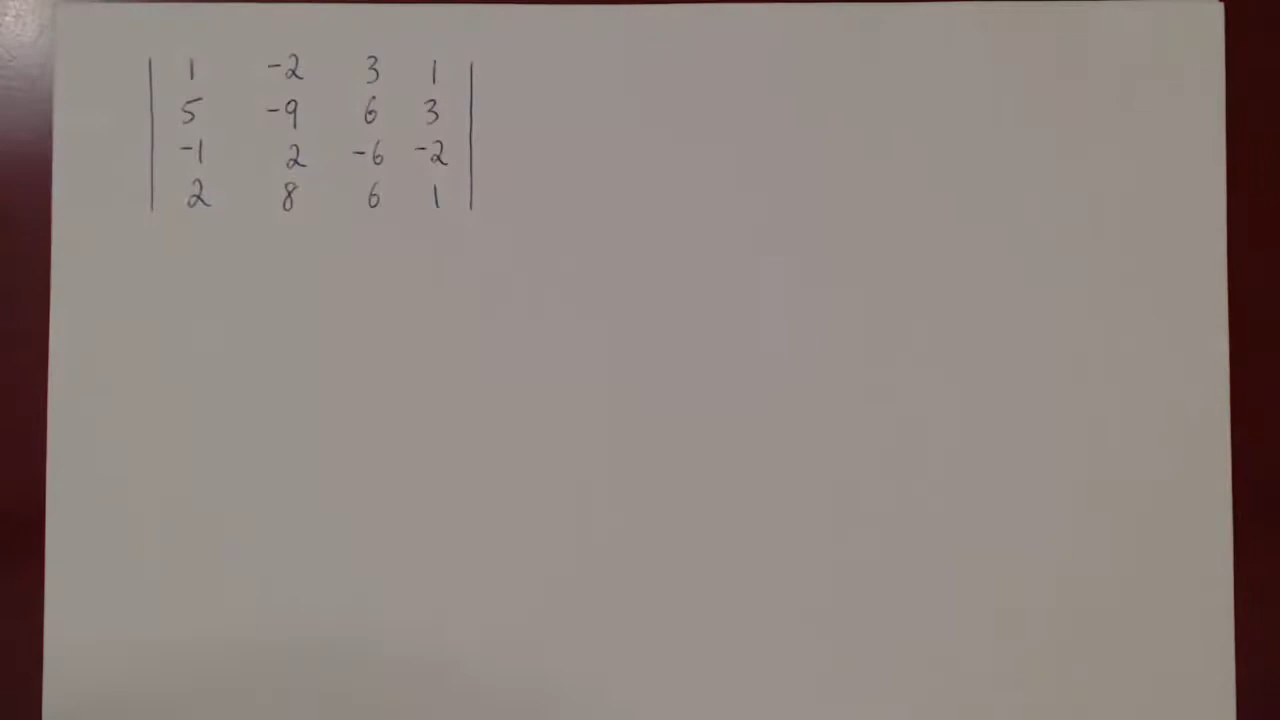 | 1 -2 3 1 |
| 5 -9 6 3 |
| -1 2 -6 -2 |
| 2 8 6 1 |